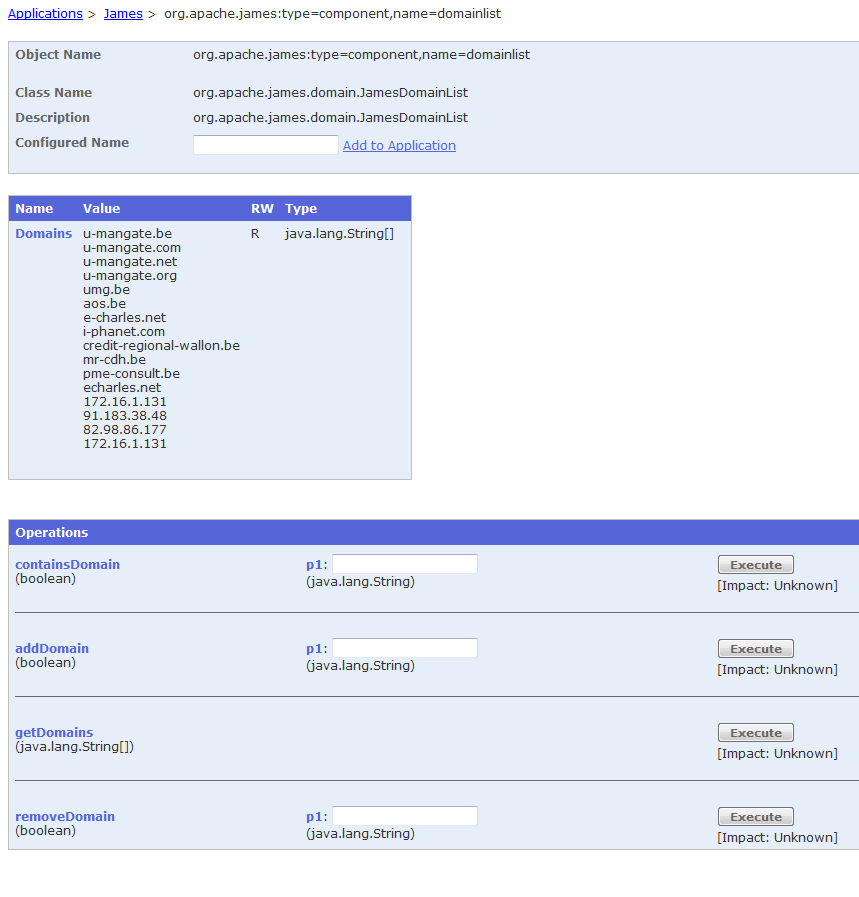 Applications > James > org.apache.james:type=component,name=domainlist
Object Name org.apache.james:type=component,name=domainlist
Class Name org.apache.james.domain.JamesDomainList
Description org.apache.james.domain.JamesDomainList
Configured Name Add to Application
Name Value RW Type
Domains u-mangate.be R java.lang.String[]
u-mangate.com
u-mangate.net
u-mangate.org
umg.be
aos.be
e-charles.net
i-phanet.com
credit-regional-wallon.be
mr-cdh.be
pme-consult.be
echarles.net
172.16.1.131
91.183.38.48
82.98.86.177
172.16.1.131
Operations
containsDomain p1: Execute
(boolean) (java.lang.String) [Impact: Unknown]
addDomain p1: Execute
(boolean) (java.lang.String) [Impact: Unknown]
getDomains Execute
(java.lang.String[]) [Impact: Unknown]
removeDomain p1: Execute
(boolean) (java.lang.String) [Impact: Unknown]